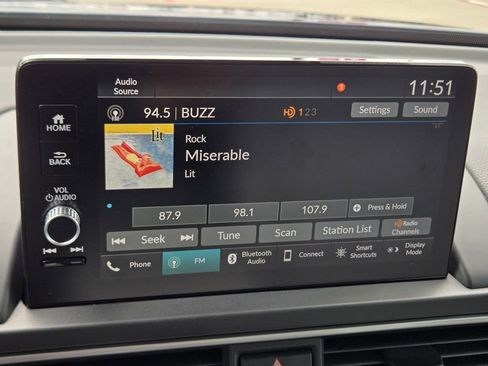 Audio
Source
11:51
94.5 | BUZZ
HD 1 2 3
Settings
Sound
HOME
BACK
VOL
AUDIO
Lit
Rock
Miserable
Lit
87.9
98.1
107.9
Press & Hold
Seek
Tune
Scan
Station List
HD Radio
Channels
Phone
FM
Bluetooth
Audio
Connect
Smart
Shortcuts
Display
Mode